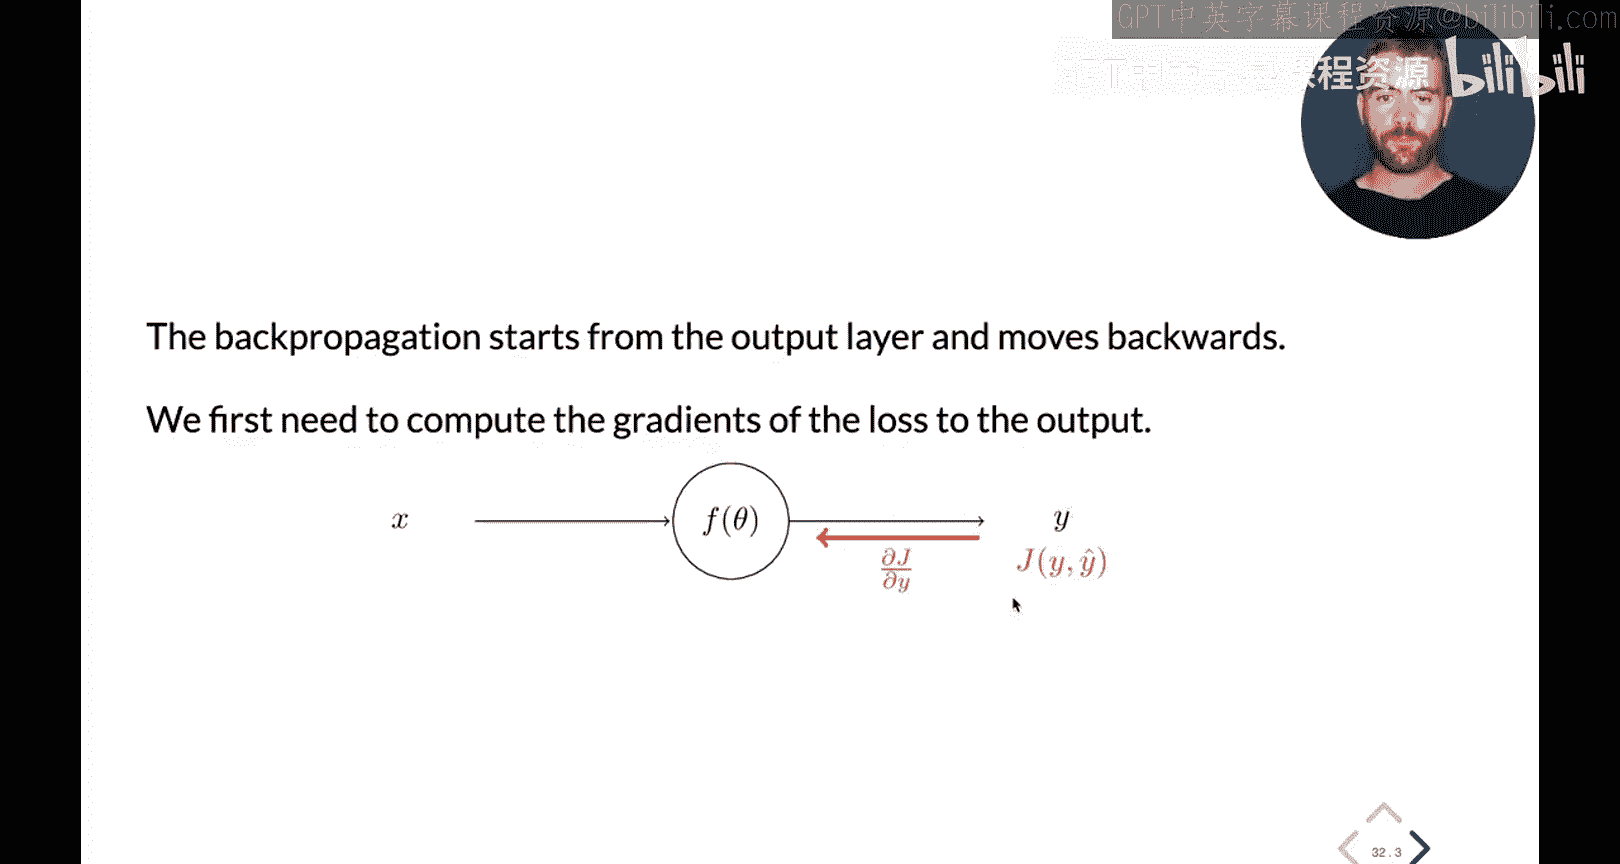 GPT中英字幕课程资源@bilibili.com
课程资源 bilibili
The backpropagation starts from the output layer and moves backwards.
We first need to compute the gradients of the loss to the output.
x f(θ) y
∂J/∂y J(y, ŷ)
32.3